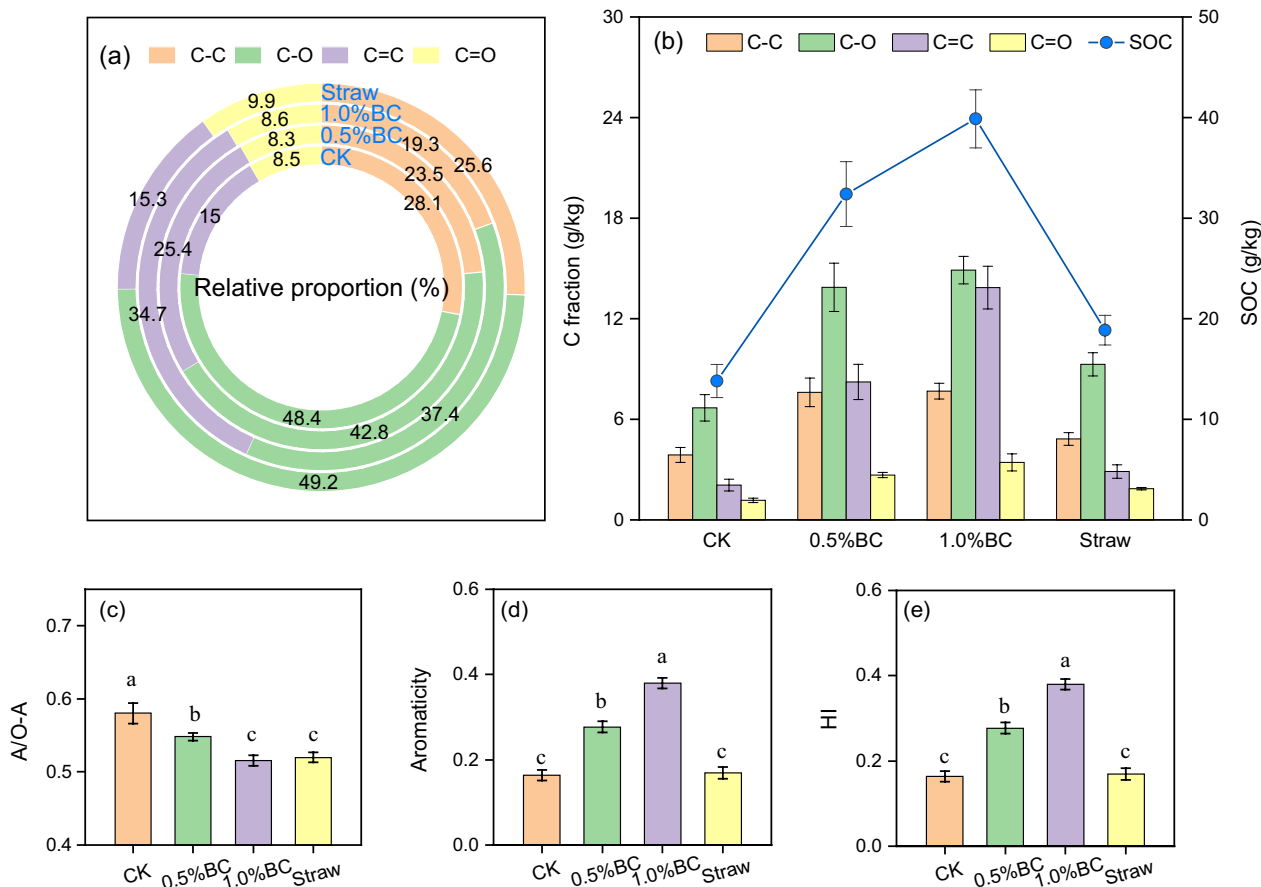 (a) C-C C-O C=C C=O
Straw
1.0%BC
0.5%BC
CK
9.9
8.6
8.3
8.5
19.3
25.6
23.5
28.1
15.3
15
25.4
34.7
Relative proportion (%)
48.4
42.8
37.4
49.2
(b) C-C C-O C=C C=O SOC
C fraction (g/kg)
30
24
18
12
6
0
SOC (g/kg)
50
40
30
20
10
0
CK 0.5%BC 1.0%BC Straw
(c)
A/O-A
0.7
0.6
0.5
0.4
a
b
c
c
CK 0.5%BC 1.0%BC Straw
(d)
Aromaticity
0.6
0.4
0.2
0.0
c
b
a
c
CK 0.5%BC 1.0%BC Straw
(e)
HI
0.6
0.4
0.2
0.0
c
b
a
c
CK 0.5%BC 1.0%BC Straw